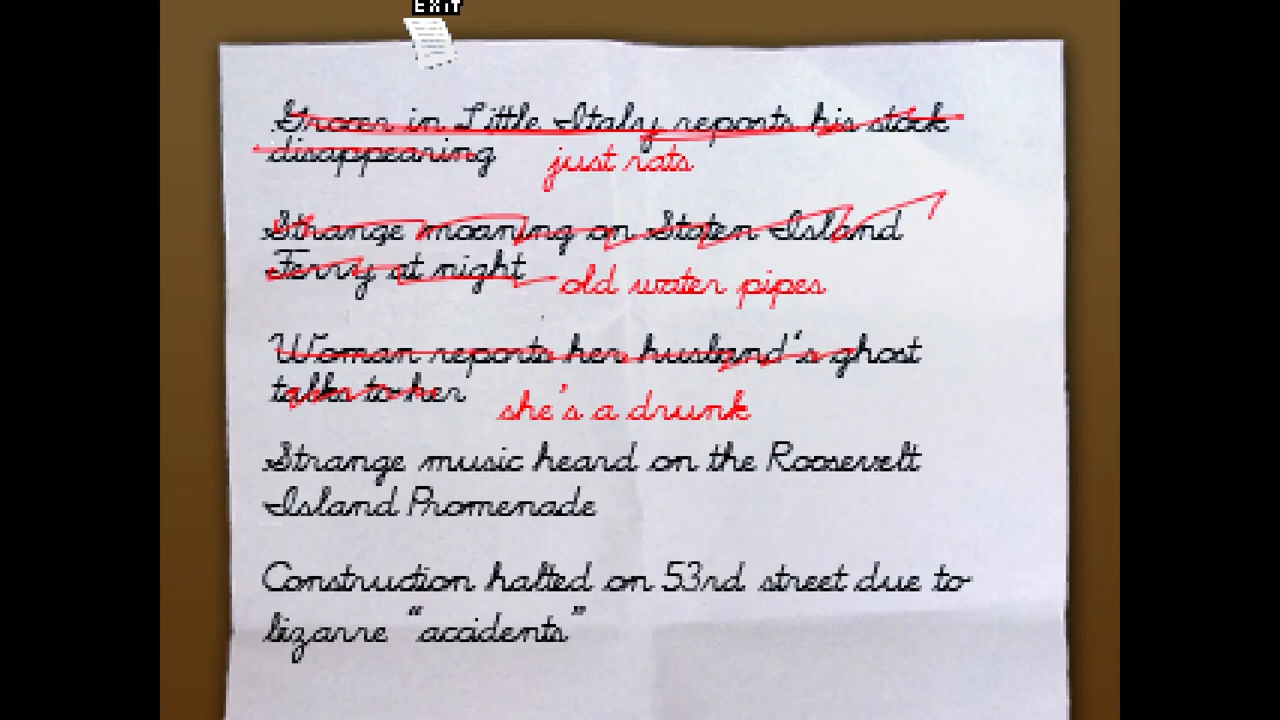 EXIT
Grocer in Little Italy reports his stock
disappearing just rats
Strange moaning on Staten Island
Ferry at night old water pipes
Woman reports her husband's ghost
talks to her she's a drunk
Strange music heard on the Roosevelt
Island Promenade
Construction halted on 53rd street due to
bizarre "accidents"